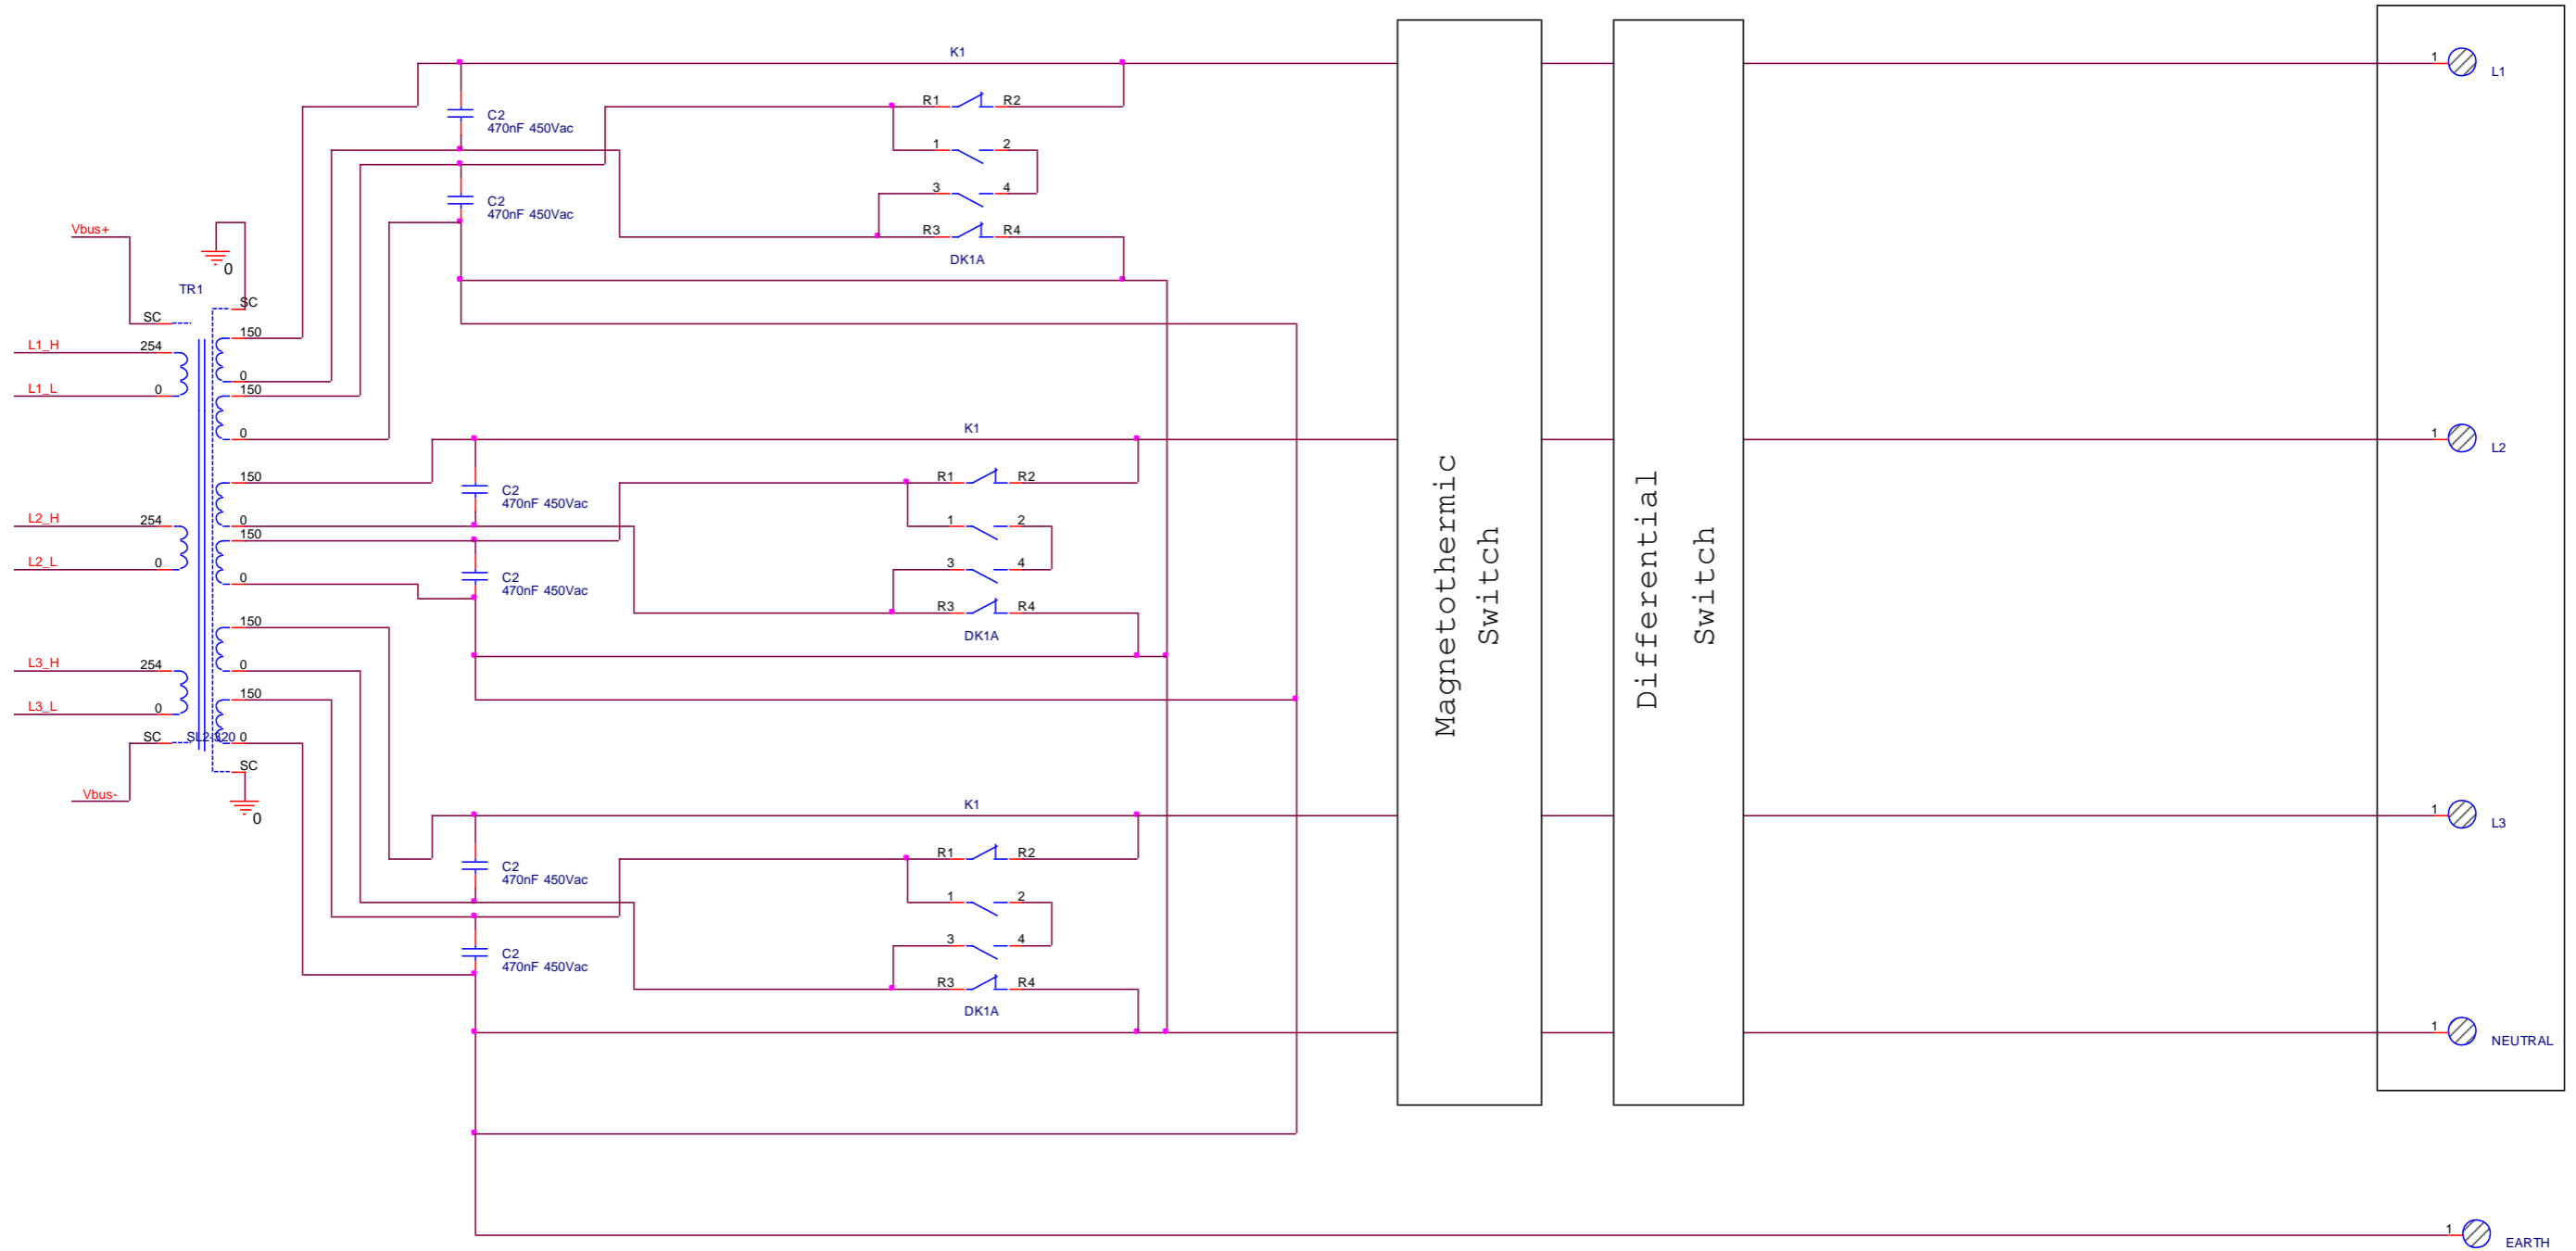 K1
1
L1
R1 R2
C2
470nF 450Vac
1 2
3 4
C2
470nF 450Vac
R3 R4
Vbus+
DK1A
0
TR1
SC
SC
150
L1_H 254
0
L1_L 0
150
0
K1
1
L2
150
R1 R2
C2
470nF 450Vac
L2_H 254
0
1 2
150
L2_L 0
3 4
0
C2
470nF 450Vac
R3 R4
150
DK1A
L3_H 254
0
150
L3_L 0
SC
SL2-320
0
SC
Vbus-
0
K1
1
L3
R1 R2
C2
470nF 450Vac
1 2
3 4
C2
470nF 450Vac
R3 R4
DK1A
1
NEUTRAL
Magnetothermic
Switch
Differential
Switch
1
EARTH